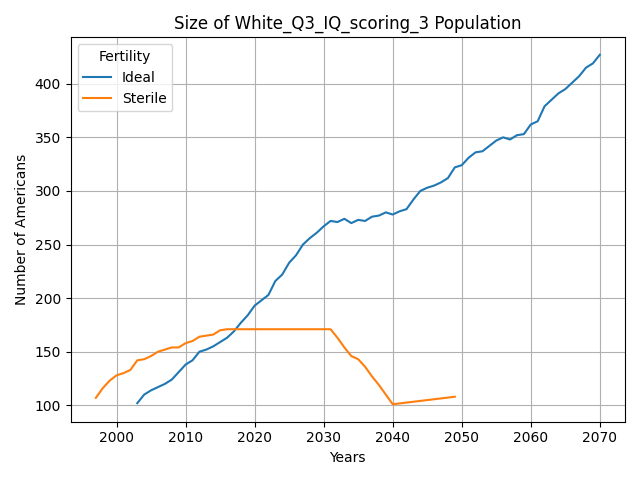 Size of White_Q3_IQ_scoring_3 Population
Fertility
Ideal
Sterile
Number of Americans
400
350
300
250
200
150
100
2000 2010 2020 2030 2040 2050 2060 2070
Years